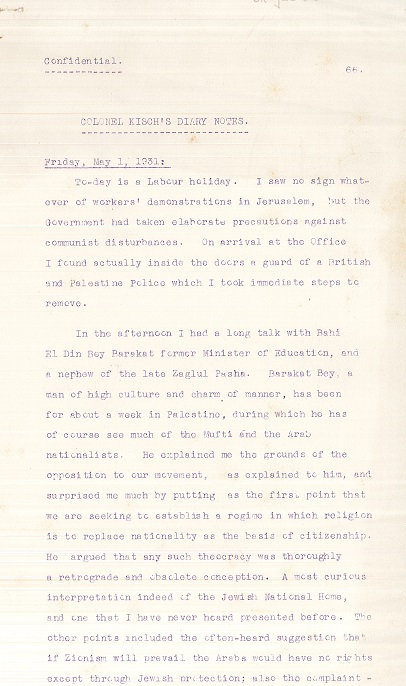 Confidential.
66.
COLONEL KISCH'S DIARY NOTES.
Friday, May 1, 1931:
To-day is a Labour holiday. I saw no sign what-
ever of workers' demonstrations in Jerusalem, but the
Government had taken elaborate precautions against
communist disturbances. On arrival at the Office
I found actually inside the doors a guard of a British
and Palestine Police which I took immediate steps to
remove.
In the afternoon I had a long talk with Bahi
El Din Bey Barakat former Minister of Education, and
a nephew of the late Zaglul Pasha. Barakat Bey, a
man of high culture and charm of manner, has been
for about a week in Palestine, during which he has
of course see much of the Mufti and the Arab
nationalists. He explained me the grounds of the
opposition to our movement, as explained to him, and
surprised me much by putting as the first point that
we are seeking to establish a regime in which religion
is to replace nationality as the basis of citizenship.
He argued that any such theocracy was thoroughly
a retrograde and obsolete conception. A most curious
interpretation indeed of the Jewish National Home,
and one that I have never heard presented before. The
other points included the often-heard suggestion that
if Zionism will prevail the Arabs would have no rights
except through Jewish protection; also the complaint -